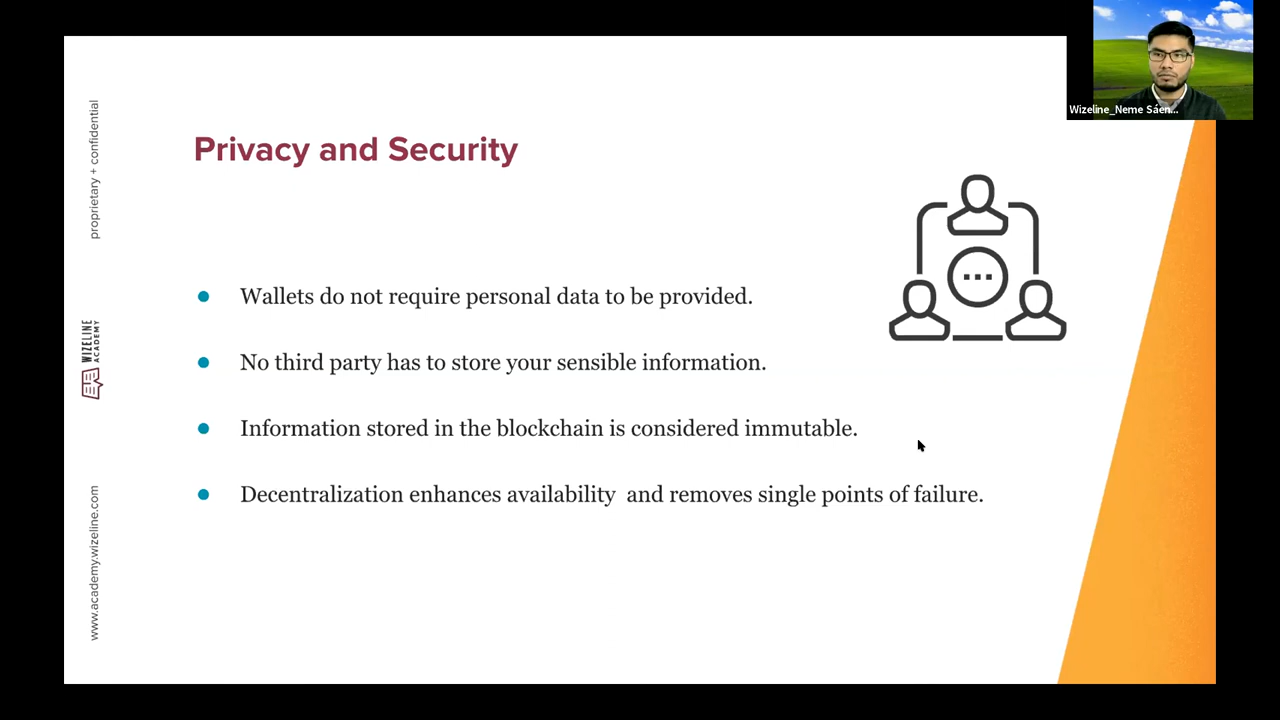 Wizeline_Neme Sáen...
proprietary + confidential
WIZELINE
ACADEMY
www.academy.wizeline.com
Privacy and Security
Wallets do not require personal data to be provided.
No third party has to store your sensible information.
Information stored in the blockchain is considered immutable.
Decentralization enhances availability  and removes single points of failure.